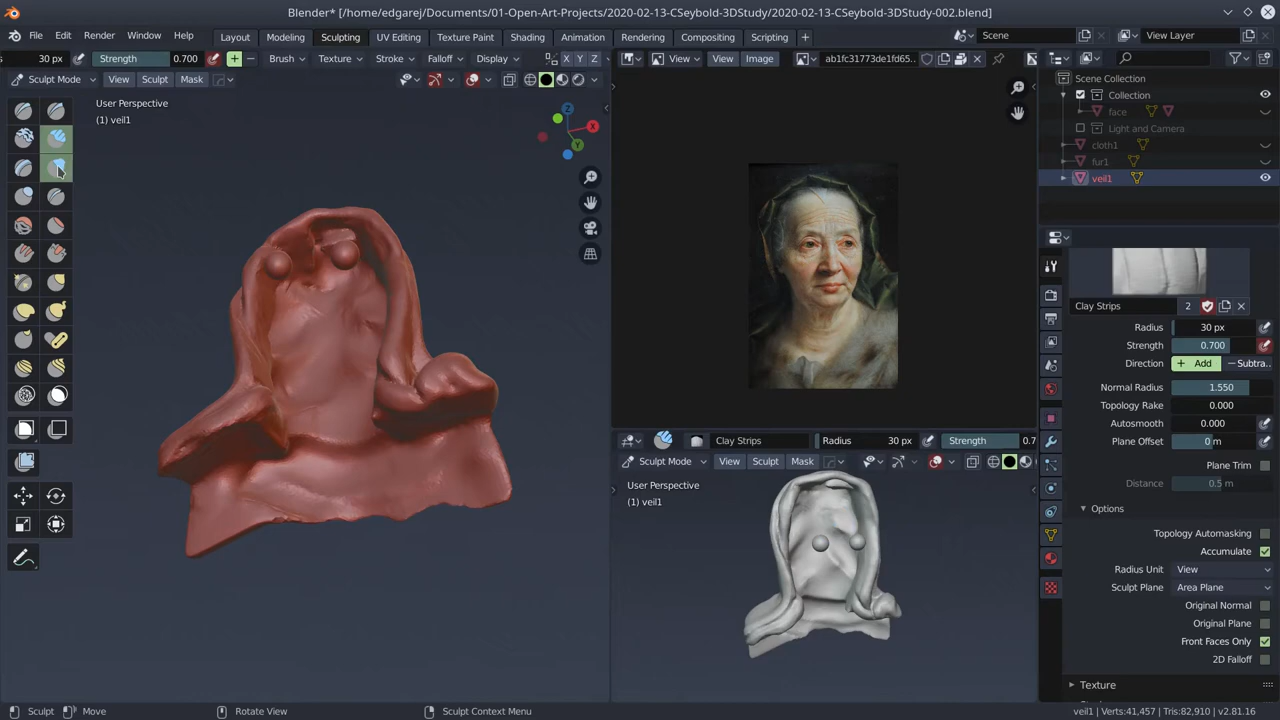 Blender* [/home/edgarej/Documents/01-Open-Art-Projects/2020-02-13-CSeybold-3DStudy/2020-02-13-CSeybold-3DStudy-002.blend]
File Edit Render Window Help Layout Modeling Sculpting UV Editing Texture Paint Shading Animation Rendering Compositing Scripting + Scene View Layer
30 px Strength 0.700 Brush Texture Stroke Falloff Display X Y Z View View Image ab1fc31773de1fd65..
Sculpt Mode View Sculpt Mask
User Perspective
(1) veil1
Z
X
Y
Scene Collection
Collection
face
Light and Camera
cloth1
fur1
veil1
Clay Strips 2
Radius 30 px
Strength 0.700
Direction + Add — Subtra..
Normal Radius 1.550
Topology Rake 0.000
Autosmooth 0.000
Plane Offset 0 m
Plane Trim
Distance 0.5 m
Options
Topology Automasking
Accumulate
Radius Unit View
Sculpt Plane Area Plane
Original Normal
Original Plane
Front Faces Only
2D Falloff
Texture
Clay Strips Radius 30 px Strength 0.7
Sculpt Mode View Sculpt Mask
User Perspective
(1) veil1
Sculpt Move Rotate View Sculpt Context Menu veil1 | Verts:41,457 | Tris:82,910 | v2.81.16